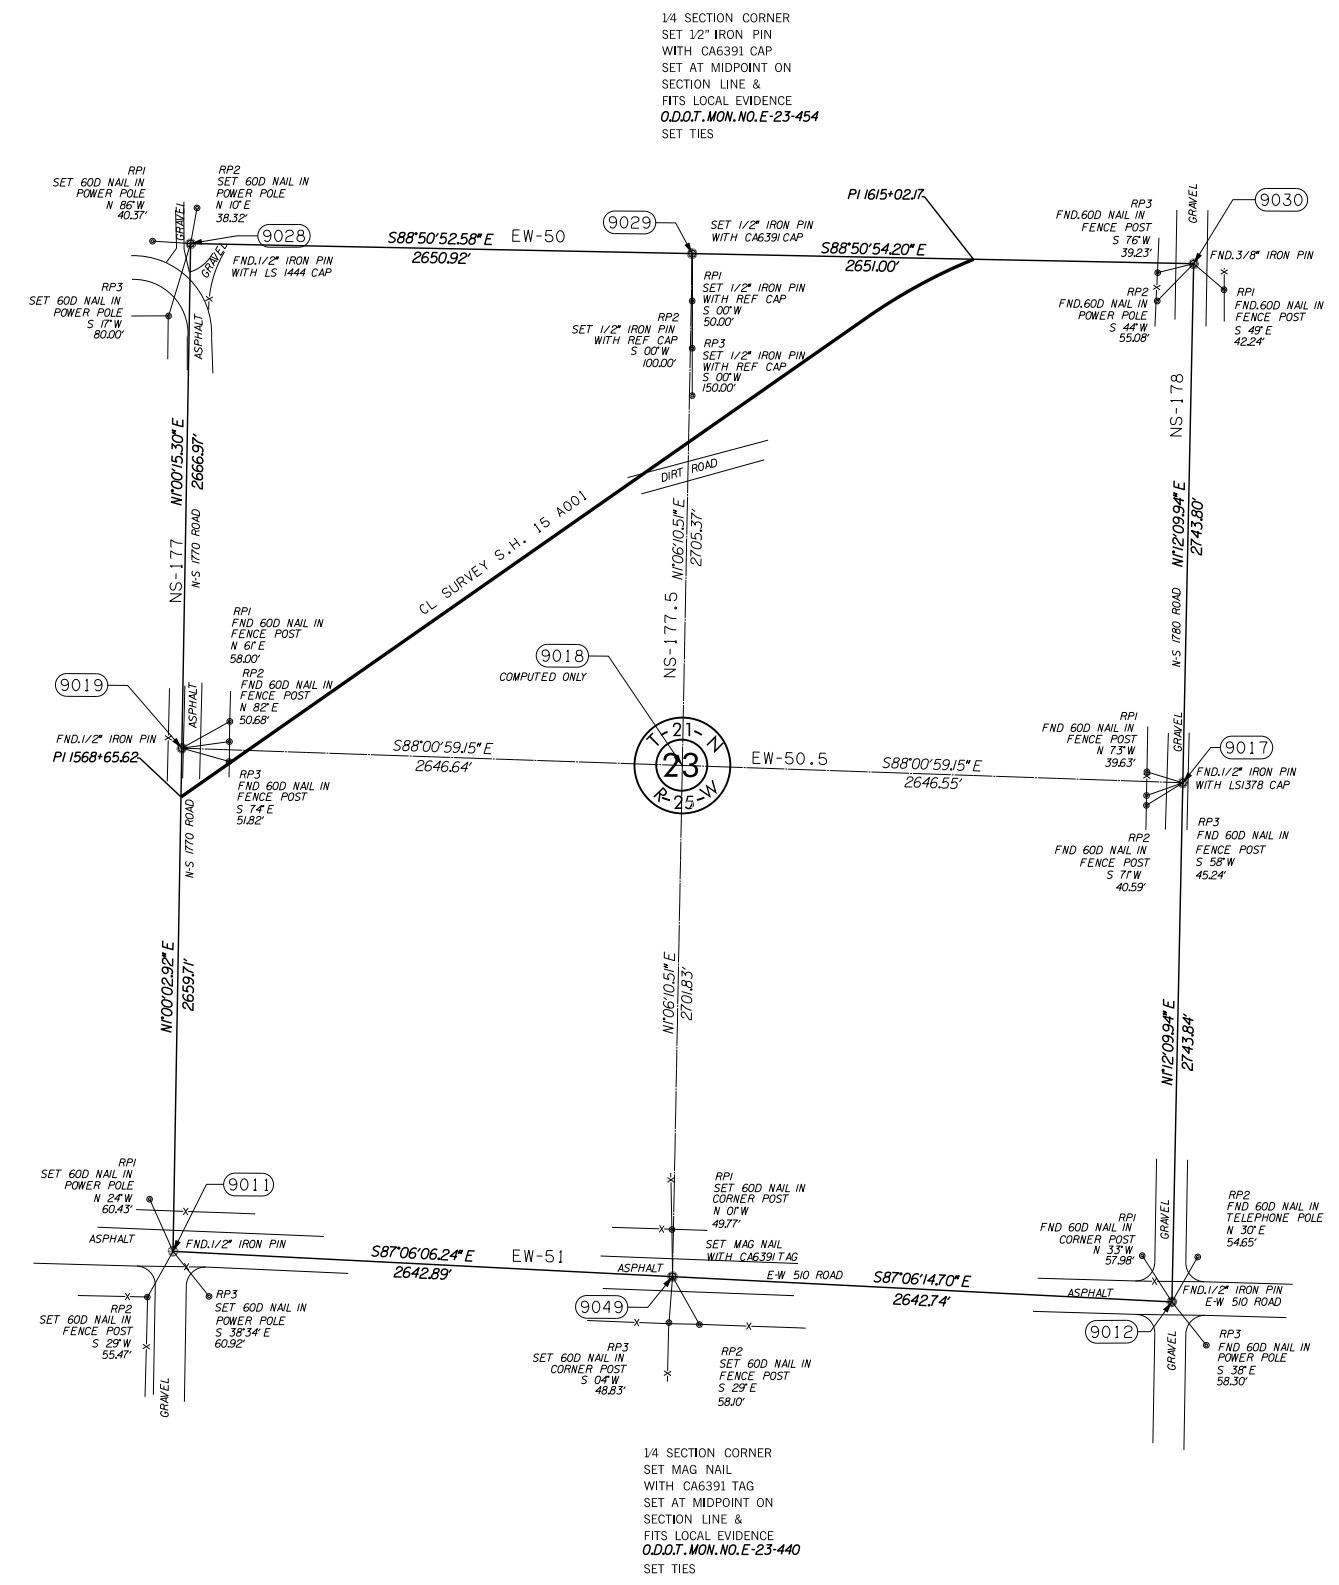 1/4 SECTION CORNER
SET 1/2" IRON PIN
WITH CA6391 CAP
SET AT MIDPOINT ON
SECTION LINE &
FITS LOCAL EVIDENCE
O.D.O.T. MON. NO. E-23-454
SET TIES
RP1
SET 60D NAIL IN
POWER POLE
N 86°W
40.37'
RP2
SET 60D NAIL IN
POWER POLE
N 10°E
38.32'
GRAVEL
9028
GRAVEL
FND.1/2" IRON PIN
WITH LS 1444 CAP
RP3
SET 60D NAIL IN
POWER POLE
S 17°W
80.00'
ASPHALT
S88°50'52.58" E
EW-50
2650.92'
9029
SET 1/2" IRON PIN
WITH CA6391 CAP
RP1
SET 1/2" IRON PIN
WITH REF CAP
S 00°W
50.00'
RP2
SET 1/2" IRON PIN
WITH REF CAP
S 00°W
100.00'
RP3
SET 1/2" IRON PIN
WITH REF CAP
S 00°W
150.00'
PI 1615+02.17
S88°50'54.20" E
2651.00'
RP3
FND.60D NAIL IN
FENCE POST
S 76°W
39.23'
GRAVEL
9030
FND.3/8" IRON PIN
RP2
FND.60D NAIL IN
POWER POLE
S 44°W
55.08'
RP1
FND.60D NAIL IN
FENCE POST
S 49°E
42.24'
NS-177
N1°00'15.30" E
2666.97'
N-S 1770 ROAD
CL SURVEY S.H. 15 A001
DIRT ROAD
NS-177.5
N1°06'10.51" E
2705.37'
NS-178
N1°12'09.94" E
2743.80'
N-S 1780 ROAD
RP1
FND 60D NAIL IN
FENCE POST
N 61°E
58.00'
RP2
FND 60D NAIL IN
FENCE POST
N 82°E
50.68'
9019
ASPHALT
FND.1/2" IRON PIN
PI 1568+65.62
RP3
FND 60D NAIL IN
FENCE POST
S 74°E
51.82'
N-S 1770 ROAD
S88°00'59.15" E
2646.64'
9018
COMPUTED ONLY
T-21-N
23
R-25-W
EW-50.5
S88°00'59.15" E
2646.55'
RP1
FND 60D NAIL IN
FENCE POST
N 73°W
39.63'
GRAVEL
9017
FND.1/2" IRON PIN
WITH LS1378 CAP
RP2
FND 60D NAIL IN
FENCE POST
S 71°W
40.59'
RP3
FND 60D NAIL IN
FENCE POST
S 58°W
45.24'
N1°00'02.92" E
2659.71'
N1°06'10.51" E
2701.83'
N1°12'09.94" E
2743.84'
RP1
SET 60D NAIL IN
POWER POLE
N 24°W
60.43'
9011
ASPHALT
FND.1/2" IRON PIN
RP2
SET 60D NAIL IN
FENCE POST
S 29°W
55.47'
RP3
SET 60D NAIL IN
POWER POLE
S 38°34' E
60.92'
GRAVEL
S87°06'06.24" E
EW-51
2642.89'
RP1
SET 60D NAIL IN
CORNER POST
N 01°W
49.77'
SET MAG NAIL
WITH CA6391 TAG
ASPHALT
E-W 510 ROAD
9049
RP3
SET 60D NAIL IN
CORNER POST
S 04°W
48.83'
RP2
SET 60D NAIL IN
FENCE POST
S 29°E
58.10'
S87°06'14.70" E
2642.74'
RP1
FND 60D NAIL IN
CORNER POST
N 33°W
57.98'
GRAVEL
RP2
FND 60D NAIL IN
TELEPHONE POLE
N 30°E
54.65'
ASPHALT
FND.1/2" IRON PIN
E-W 510 ROAD
9012
GRAVEL
RP3
FND 60D NAIL IN
POWER POLE
S 38°E
58.30'
1/4 SECTION CORNER
SET MAG NAIL
WITH CA6391 TAG
SET AT MIDPOINT ON
SECTION LINE &
FITS LOCAL EVIDENCE
O.D.O.T. MON. NO. E-23-440
SET TIES